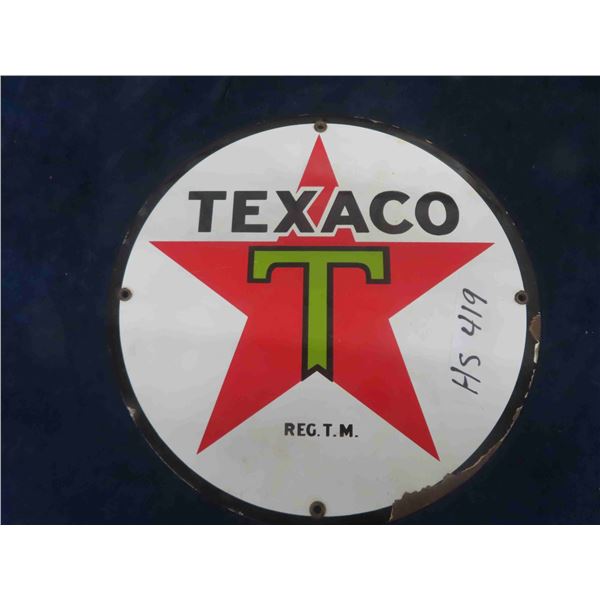 TEXACO
T
HS 419
REG. T. M.